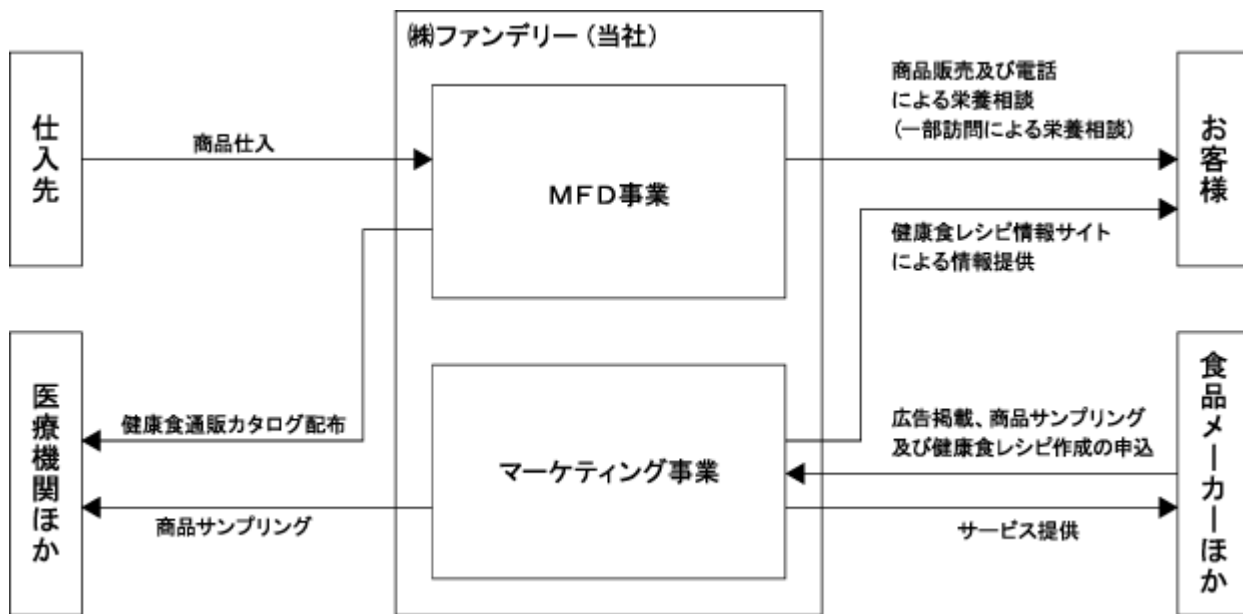 ㈱ファンデリー（当社）
仕入先
商品仕入
MFD事業
商品販売及び電話
による栄養相談
（一部訪問による栄養相談）
お客様
健康食レシピ情報サイト
による情報提供
医療機関ほか
健康食通販カタログ配布
商品サンプリング
マーケティング事業
広告掲載、商品サンプリング
及び健康食レシピ作成の申込
サービス提供
食品メーカーほか